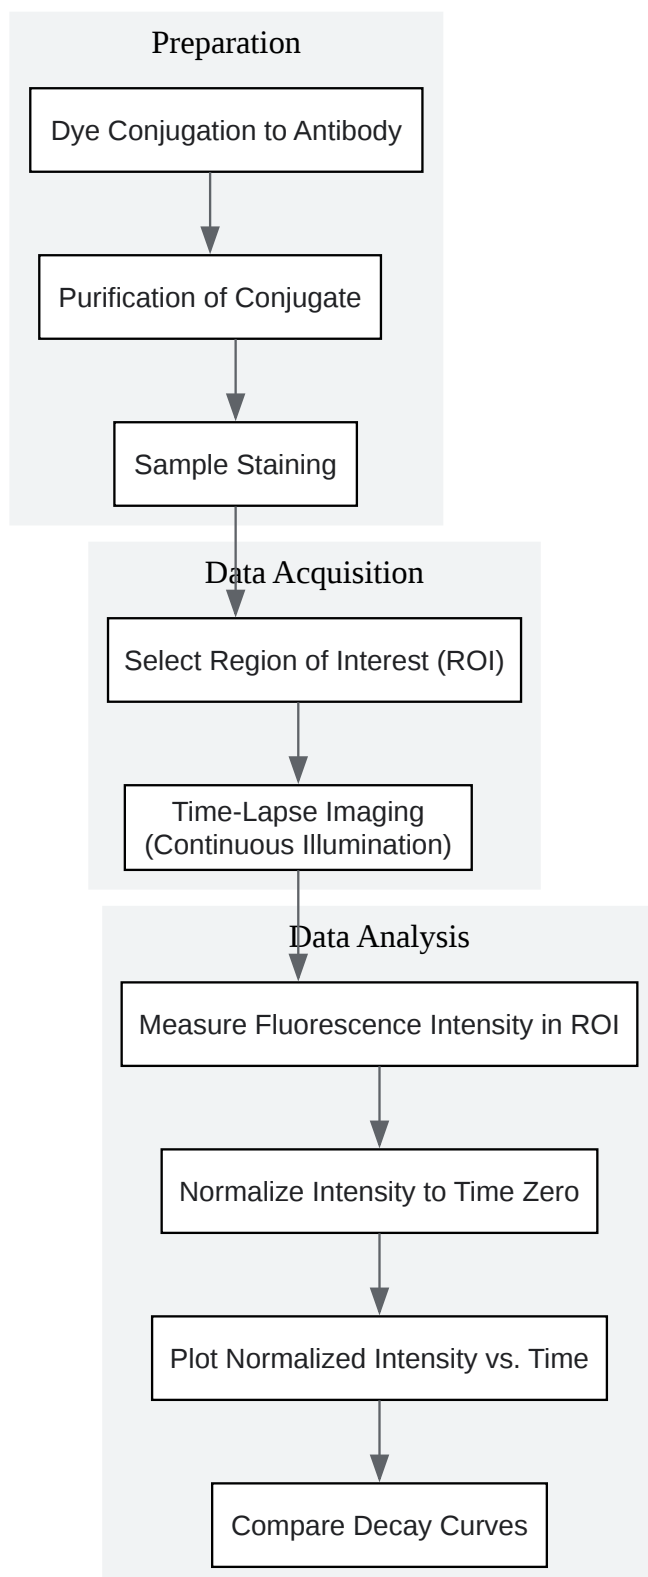 Preparation
Dye Conjugation to Antibody
Purification of Conjugate
Sample Staining
Data Acquisition
Select Region of Interest (ROI)
Time-Lapse Imaging
(Continuous Illumination)
Data Analysis
Measure Fluorescence Intensity in ROI
Normalize Intensity to Time Zero
Plot Normalized Intensity vs. Time
Compare Decay Curves